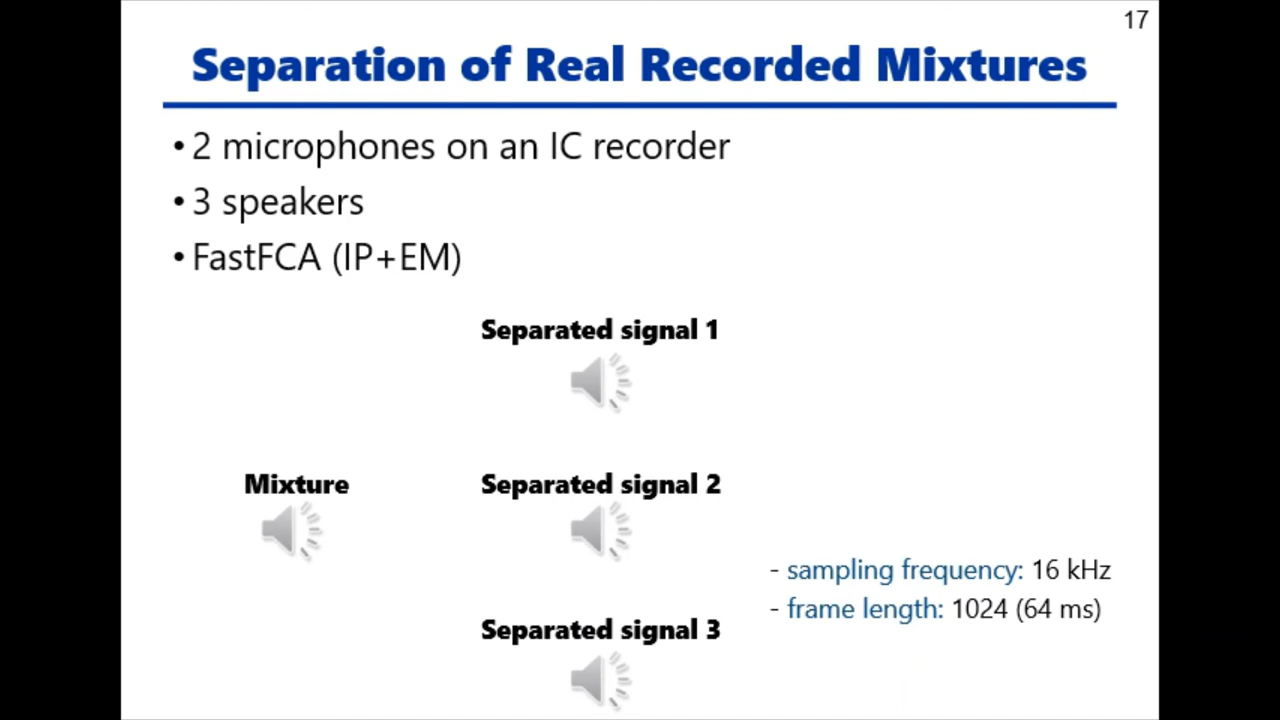 17
Separation of Real Recorded Mixtures
• 2 microphones on an IC recorder
• 3 speakers
• FastFCA (IP+EM)
Separated signal 1
Mixture
Separated signal 2
- sampling frequency: 16 kHz
- frame length: 1024 (64 ms)
Separated signal 3